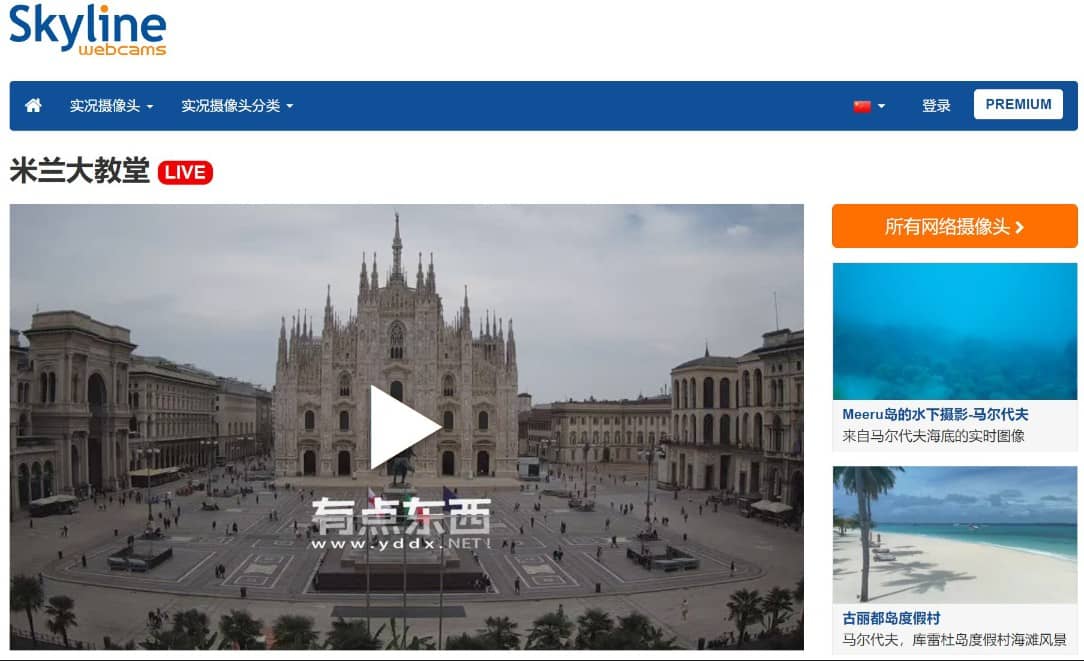 Skyline
webcams
实况摄像头 实况摄像头分类 登录 PREMIUM
米兰大教堂 LIVE
所有网络摄像头
有点东西
www.yddx.NET!
Meeru岛的水下摄影-马尔代夫
来自马尔代夫海底的实时图像
古丽都岛度假村
马尔代夫，库雷杜岛度假村海滩风景